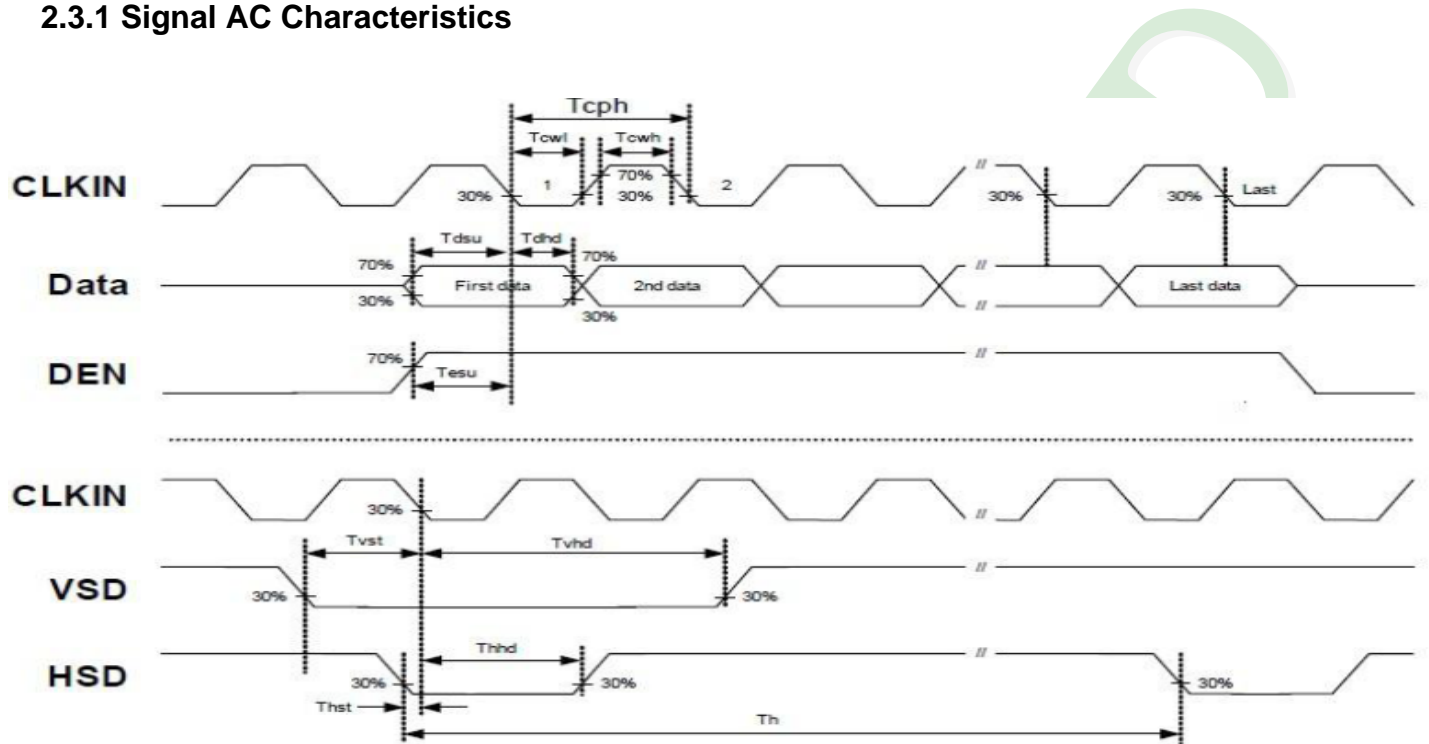 2.3.1 Signal AC Characteristics
Tcph
Tcwl
Tcwh
CLKIN
30%
1
70%
30%
2
//
30%
30%
Last
Tdsu
Tdhd
70%
70%
Data
First data
2nd data
//
//
Last data
30%
30%
70%
DEN
Tesu
//
CLKIN
30%
//
Tvst
Tvhd
//
VSD
30%
30%
Thhd
//
HSD
30%
30%
30%
Thst
Th